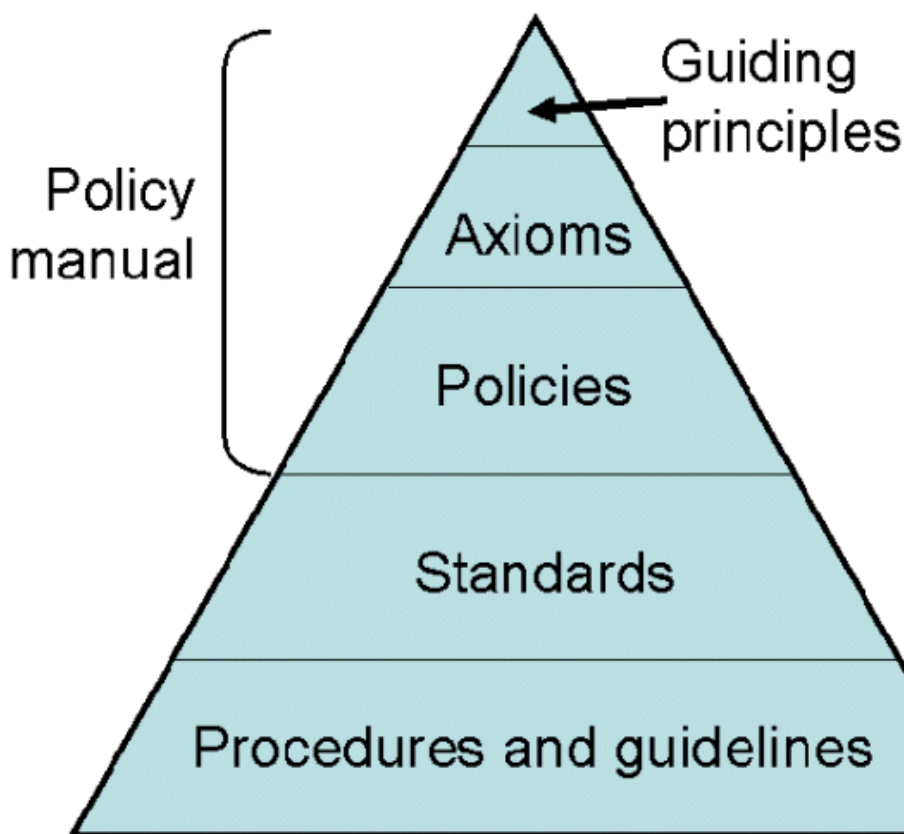 Guiding
principles
Policy
manual
Axioms
Policies
Standards
Procedures and guidelines